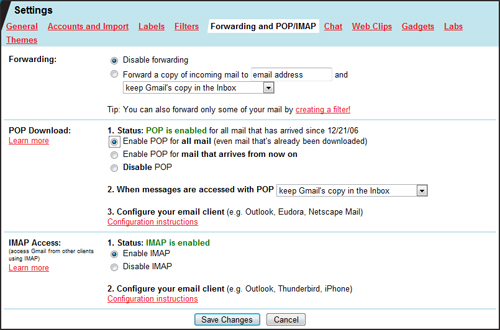 Settings
General Accounts and Import Labels Filters Forwarding and POP/IMAP Chat Web Clips Gadgets Labs
Themes
Forwarding:
Disable forwarding
Forward a copy of incoming mail to email address and
keep Gmail's copy in the Inbox
Tip: You can also forward only some of your mail by creating a filter!
POP Download:
Learn more
1. Status: POP is enabled for all mail that has arrived since 12/21/06
Enable POP for all mail (even mail that's already been downloaded)
Enable POP for mail that arrives from now on
Disable POP
2. When messages are accessed with POP keep Gmail's copy in the Inbox
3. Configure your email client (e.g. Outlook, Eudora, Netscape Mail)
Configuration instructions
IMAP Access:
(access Gmail from other clients
using IMAP)
Learn more
1. Status: IMAP is enabled
Enable IMAP
Disable IMAP
2. Configure your email client (e.g. Outlook, Thunderbird, iPhone)
Configuration instructions
Save Changes Cancel